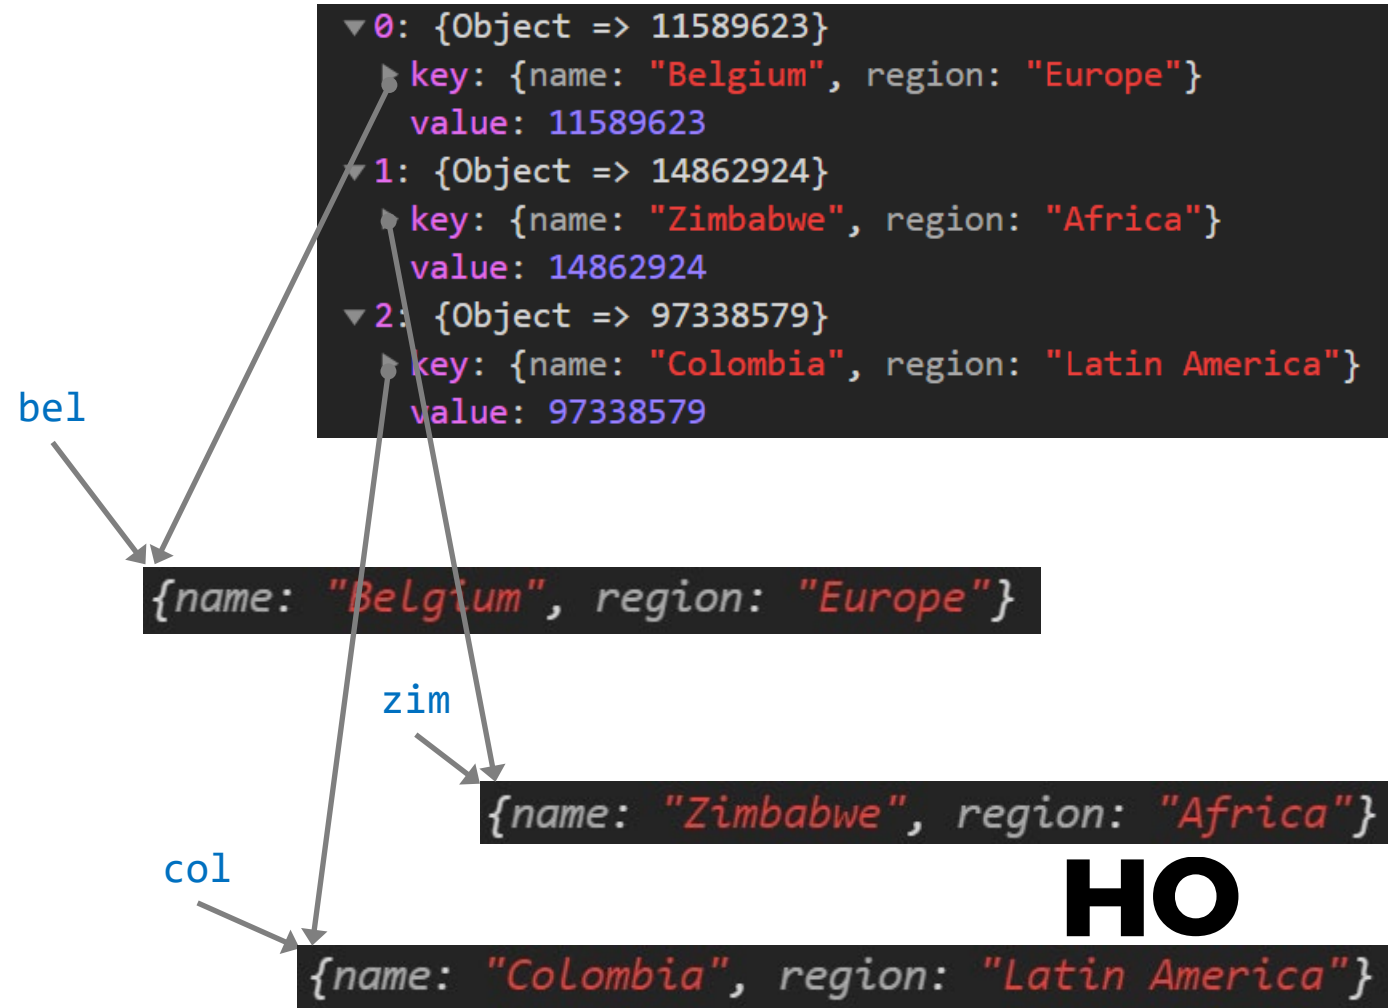 0: {Object => 11589623}
key: {name: "Belgium", region: "Europe"}
value: 11589623
1: {Object => 14862924}
key: {name: "Zimbabwe", region: "Africa"}
value: 14862924
2: {Object => 97338579}
key: {name: "Colombia", region: "Latin America"}
value: 97338579
bel
{name: "Belgium", region: "Europe"}
zim
{name: "Zimbabwe", region: "Africa"}
col
HO
{name: "Colombia", region: "Latin America"}